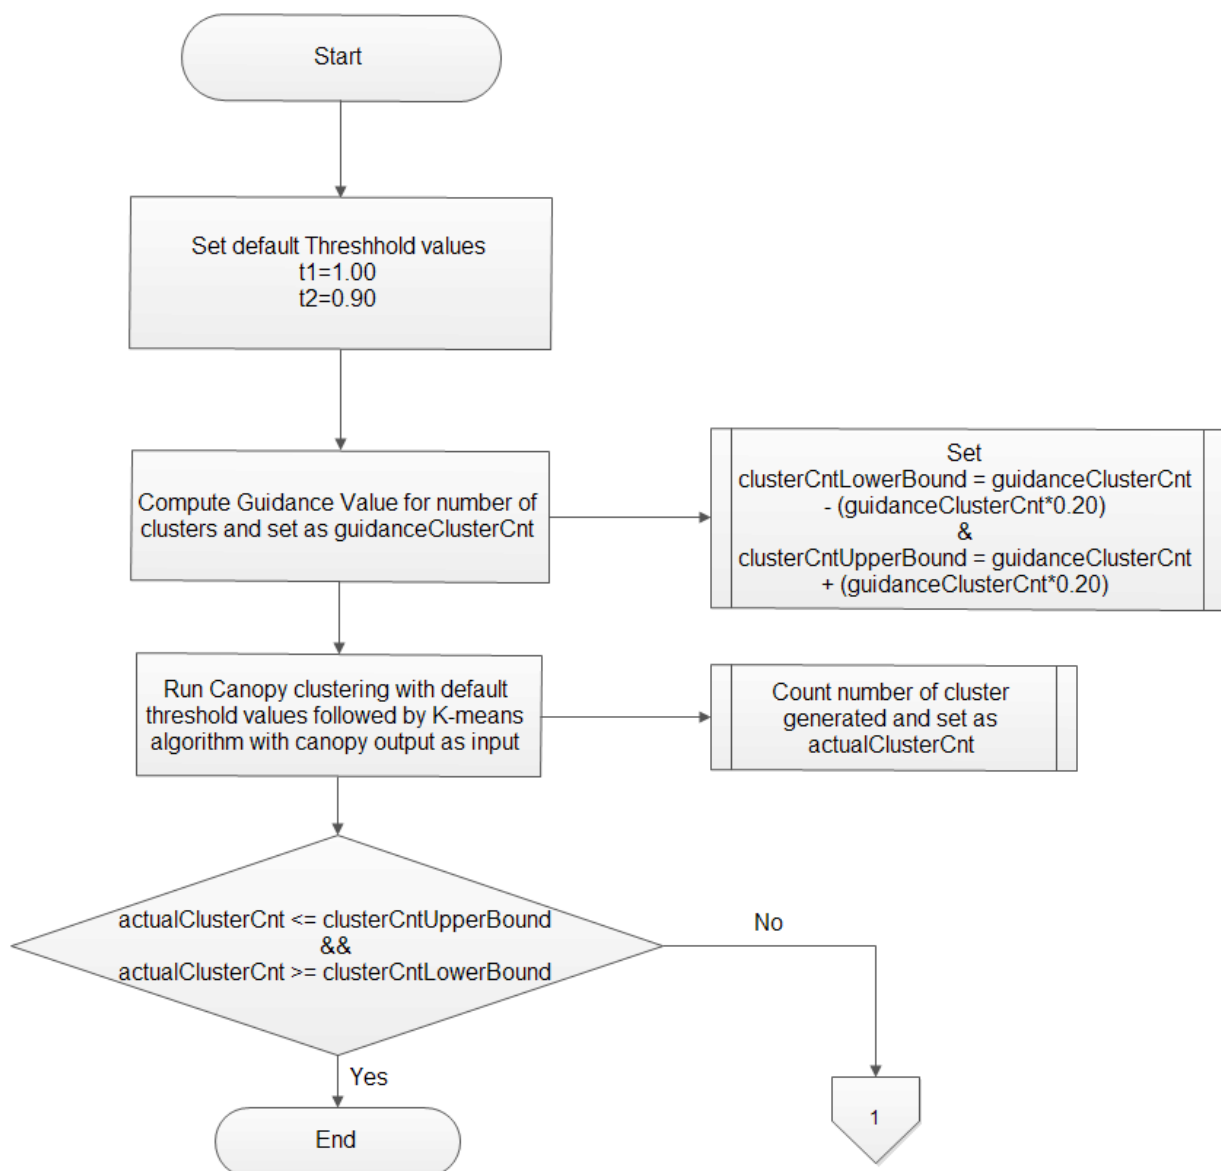 Start
Set default Threshhold values
t1=1.00
t2=0.90
Compute Guidance Value for number of
clusters and set as guidanceClusterCnt
Set
clusterCntLowerBound = guidanceClusterCnt
- (guidanceClusterCnt*0.20)
&
clusterCntUpperBound = guidanceClusterCnt
+ (guidanceClusterCnt*0.20)
Run Canopy clustering with default
threshold values followed by K-means
algorithm with canopy output as input
Count number of cluster
generated and set as
actualClusterCnt
actualClusterCnt <= clusterCntUpperBound
&&
actualClusterCnt >= clusterCntLowerBound
No
Yes
End
1